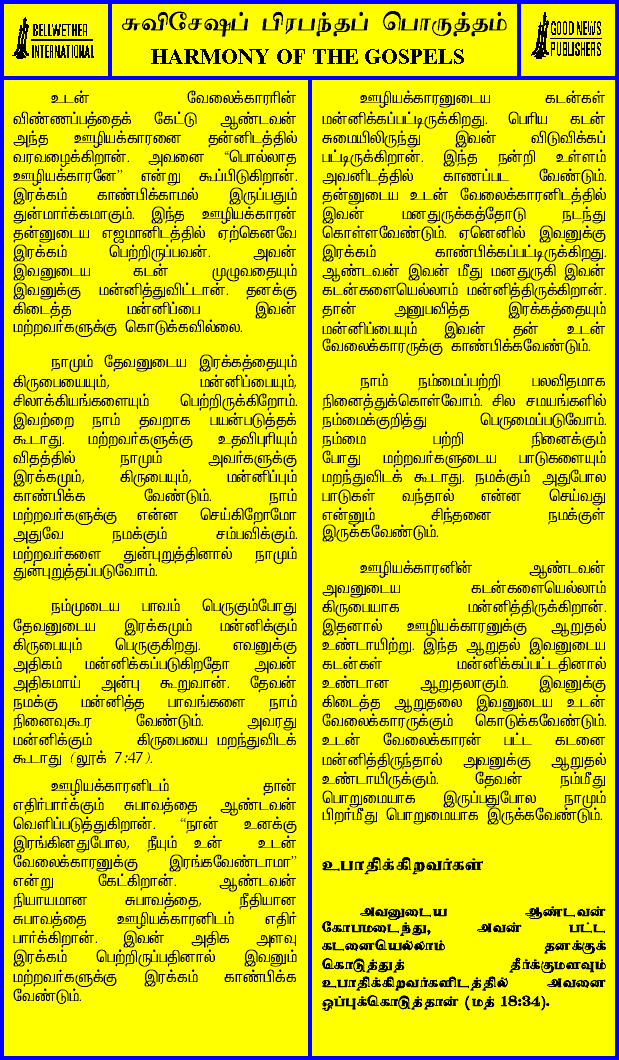 BELLWETHER
INTERNATIONAL
சுவிசேஷப் பிரபந்தப் பொருத்தம்
HARMONY OF THE GOSPELS
GOOD NEWS
PUBLISHERS
உடன் வேலைக்காரரின்
விண்ணப்பத்தைக் கேட்டு ஆண்டவன்
அந்த ஊழியக்காரனை தன்னிடத்தில்
வரவழைக்கிறான். அவனை “பொல்லாத
ஊழியக்காரனே” என்று கூப்பிடுகிறான்.
இரக்கம் காண்பிக்காமல் இருப்பதும்
துன்மார்க்கமாகும். இந்த ஊழியக்காரன்
தன்னுடைய எஜமானிடத்தில் ஏற்கெனவே
இரக்கம் பெற்றிருப்பவன். அவன்
இவனுடைய கடன் முழுவதையும்
இவனுக்கு மன்னித்துவிட்டான். தனக்கு
கிடைத்த மன்னிப்பை இவன்
மற்றவர்களுக்கு கொடுக்கவில்லை.
நாமும் தேவனுடைய இரக்கத்தையும்
கிருபையையும், மன்னிப்பையும்,
சிலாக்கியங்களையும் பெற்றிருக்கிறோம்.
இவற்றை நாம் தவறாக பயன்படுத்தக்
கூடாது. மற்றவர்களுக்கு உதவிபுரியும்
விதத்தில் நாமும் அவர்களுக்கு
இரக்கமும், கிருபையும், மன்னிப்பும்
காண்பிக்க வேண்டும். நாம்
மற்றவர்களுக்கு என்ன செய்கிறோமோ
அதுவே நமக்கும் சம்பவிக்கும்.
மற்றவர்களை துன்புறுத்தினால் நாமும்
துன்புறுத்தப்படுவோம்.
நம்முடைய பாவம் பெருகும்போது
தேவனுடைய இரக்கமும் மன்னிக்கும்
கிருபையும் பெருகுகிறது. எவனுக்கு
அதிகம் மன்னிக்கப்படுகிறதோ அவன்
அதிகமாய் அன்பு கூறுவான். தேவன்
நமக்கு மன்னித்த பாவங்களை நாம்
நினைவுகூர வேண்டும். அவரது
மன்னிக்கும் கிருபையை மறந்துவிடக்
கூடாது (லூக் 7:47).
ஊழியக்காரனிடம் தான்
எதிர்பார்க்கும் சுபாவத்தை ஆண்டவன்
வெளிப்படுத்துகிறான். “நான் உனக்கு
இரங்கினதுபோல, நீயும் உன் உடன்
வேலைக்காரனுக்கு இரங்கவேண்டாமா”
என்று கேட்கிறான். ஆண்டவன்
நியாயமான சுபாவத்தை, நீதியான
சுபாவத்தை ஊழியக்காரனிடம் எதிர்
பார்க்கிறான். இவன் அதிக அளவு
இரக்கம் பெற்றிருப்பதினால் இவனும்
மற்றவர்களுக்கு இரக்கம் காண்பிக்க
வேண்டும்.
ஊழியக்காரனுடைய கடன்கள்
மன்னிக்கப்பட்டிருக்கிறது. பெரிய கடன்
சுமையிலிருந்து இவன் விடுவிக்கப்
பட்டிருக்கிறான். இந்த நன்றி உள்ளம்
அவனிடத்தில் காணப்பட வேண்டும்.
தன்னுடைய உடன் வேலைக்காரனிடத்தில்
இவன் மனதுருக்கத்தோடு நடந்து
கொள்ளவேண்டும். ஏனெனில் இவனுக்கு
இரக்கம் காண்பிக்கப்பட்டிருக்கிறது.
ஆண்டவன் இவன் மீது மனதுருகி இவன்
கடன்களையெல்லாம் மன்னித்திருக்கிறான்.
தான் அனுபவித்த இரக்கத்தையும்
மன்னிப்பையும் இவன் தன் உடன்
வேலைக்காரருக்கு காண்பிக்கவேண்டும்.
நாம் நம்மைப்பற்றி பலவிதமாக
நினைத்துக்கொள்வோம். சில சமயங்களில்
நம்மைக்குறித்து பெருமைப்படுவோம்.
நம்மை பற்றி நினைக்கும்
போது மற்றவர்களுடைய பாடுகளையும்
மறந்துவிடக் கூடாது. நமக்கும் அதுபோல
பாடுகள் வந்தால் என்ன செய்வது
என்னும் சிந்தனை நமக்குள்
இருக்கவேண்டும்.
ஊழியக்காரனின் ஆண்டவன்
அவனுடைய கடன்களையெல்லாம்
கிருபையாக மன்னித்திருக்கிறான்.
இதனால் ஊழியக்காரனுக்கு ஆறுதல்
உண்டாயிற்று. இந்த ஆறுதல் இவனுடைய
கடன்கள் மன்னிக்கப்பட்டதினால்
உண்டான ஆறுதலாகும். இவனுக்கு
கிடைத்த ஆறுதலை இவனுடைய உடன்
வேலைக்காரருக்கும் கொடுக்கவேண்டும்.
உடன் வேலைக்காரன் பட்ட கடனை
மன்னித்திருந்தால் அவனுக்கு ஆறுதல்
உண்டாயிருக்கும். தேவன் நம்மீது
பொறுமையாக இருப்பதுபோல நாமும்
பிறர்மீது பொறுமையாக இருக்கவேண்டும்.
உபாதிக்கிறவர்கள்
அவனுடைய ஆண்டவன்
கோபமடைந்து, அவன் பட்ட
கடனையெல்லாம் தனக்குக்
கொடுத்துத் தீர்க்குமளவும்
உபாதிக்கிறவர்களிடத்தில் அவனை
ஒப்புக்கொடுத்தான் (மத் 18:34).